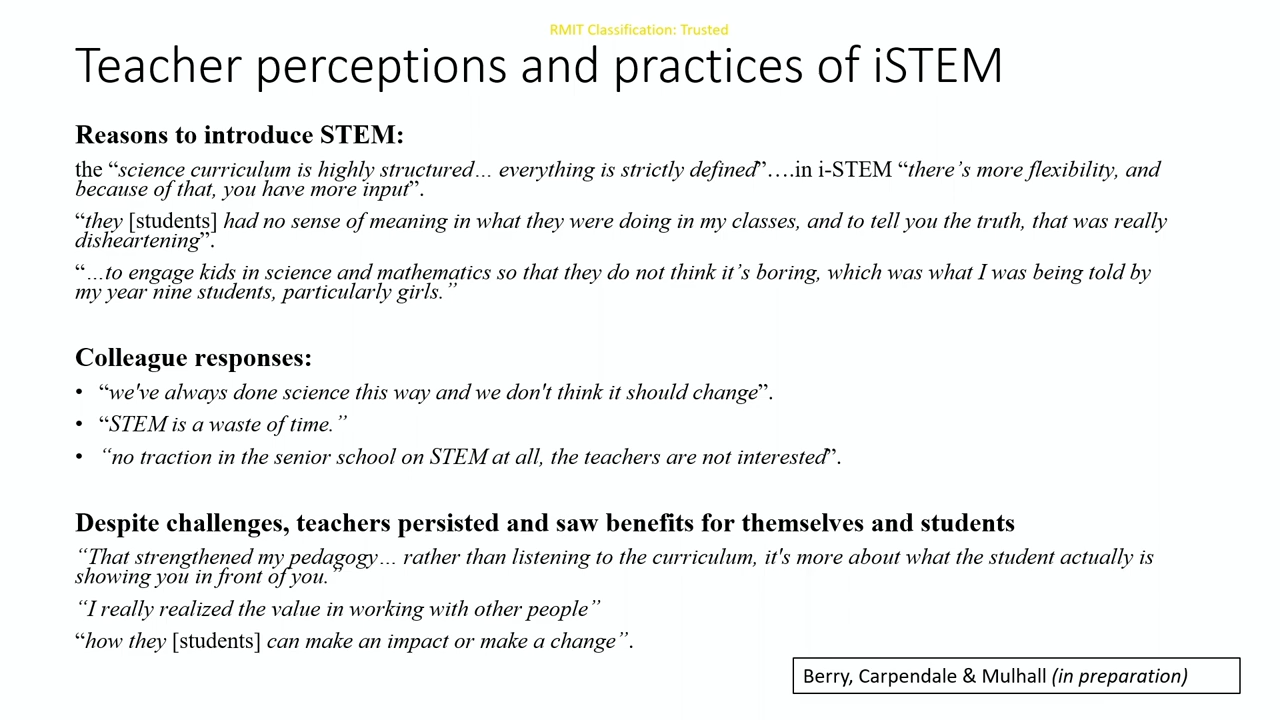 RMIT Classification: Trusted
Teacher perceptions and practices of iSTEM
Reasons to introduce STEM:
the “science curriculum is highly structured… everything is strictly defined”….in i-STEM “there’s more flexibility, and
because of that, you have more input”.
“they [students] had no sense of meaning in what they were doing in my classes, and to tell you the truth, that was really
disheartening”.
“…to engage kids in science and mathematics so that they do not think it’s boring, which was what I was being told by
my year nine students, particularly girls.”
Colleague responses:
• “we've always done science this way and we don't think it should change”.
• “STEM is a waste of time.”
• “no traction in the senior school on STEM at all, the teachers are not interested”.
Despite challenges, teachers persisted and saw benefits for themselves and students
“That strengthened my pedagogy… rather than listening to the curriculum, it's more about what the student actually is
showing you in front of you.”
“I really realized the value in working with other people”
“how they [students] can make an impact or make a change”.
Berry, Carpendale & Mulhall (in preparation)